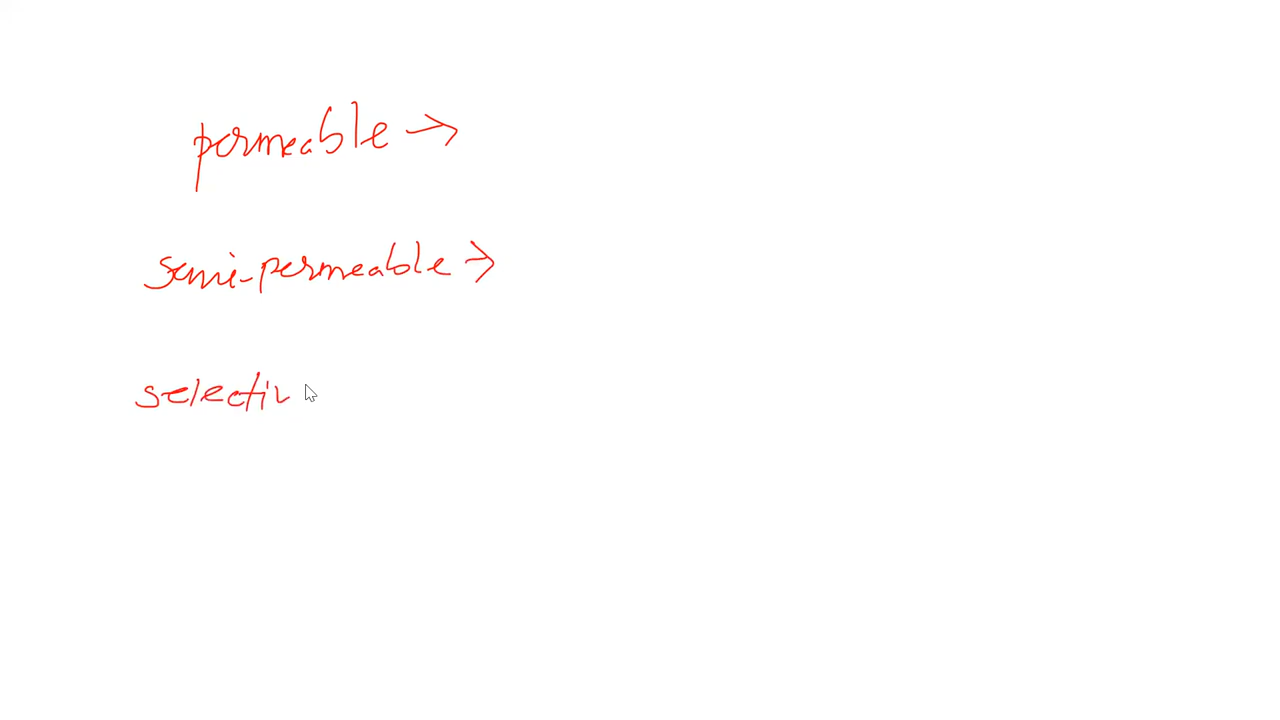 permeable →
semi-permeable →
selectiv